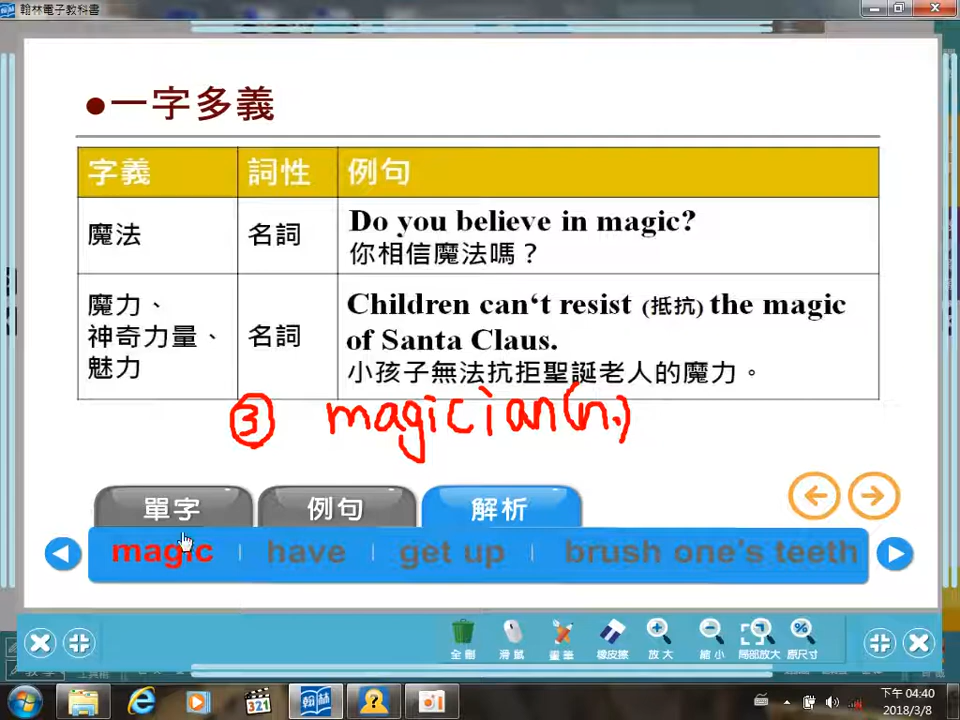 翰林電子教科書
●一字多義
字義 詞性 例句
魔法 名詞 Do you believe in magic?
你相信魔法嗎？
魔力、
神奇力量、
魅力
名詞
Children can‘t resist (抵抗) the magic
of Santa Claus.
小孩子無法抗拒聖誕老人的魔力。
③ magician(n.)
單字 例句 解析
magic have get up brush one's teeth
全刪 滑鼠 畫筆 橡皮擦 放大 縮小 局部放大 原尺寸
321 翰林
下午 04:40
2018/3/8